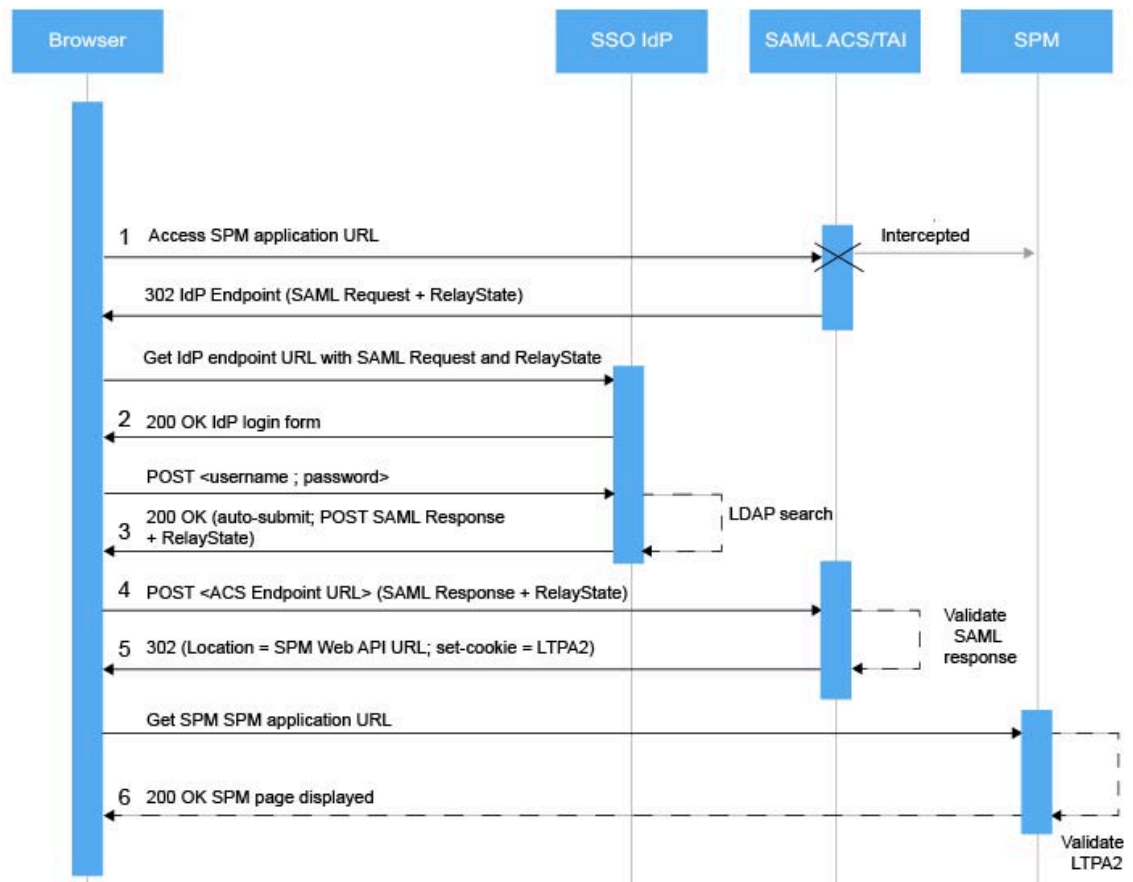 Browser
SSO IdP
SAML ACS/TAI
SPM
1 Access SPM application URL
Intercepted
302 IdP Endpoint (SAML Request + RelayState)
Get IdP endpoint URL with SAML Request and RelayState
2 200 OK IdP login form
POST <username ; password>
LDAP search
3 200 OK (auto-submit; POST SAML Response
+ RelayState)
4 POST <ACS Endpoint URL> (SAML Response + RelayState)
Validate
SAML
response
5 302 (Location = SPM Web API URL; set-cookie = LTPA2)
Get SPM SPM application URL
6 200 OK SPM page displayed
Validate
LTPA2